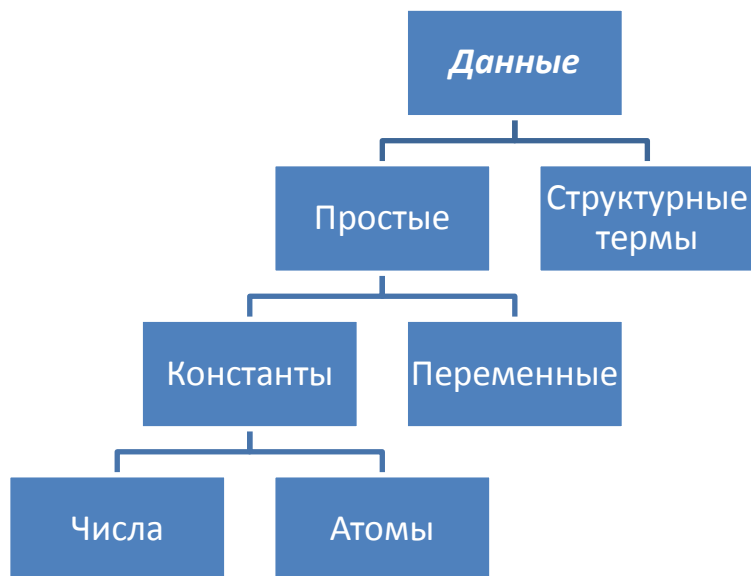 Данные
Простые
Структурные
термы
Константы
Переменные
Числа
Атомы